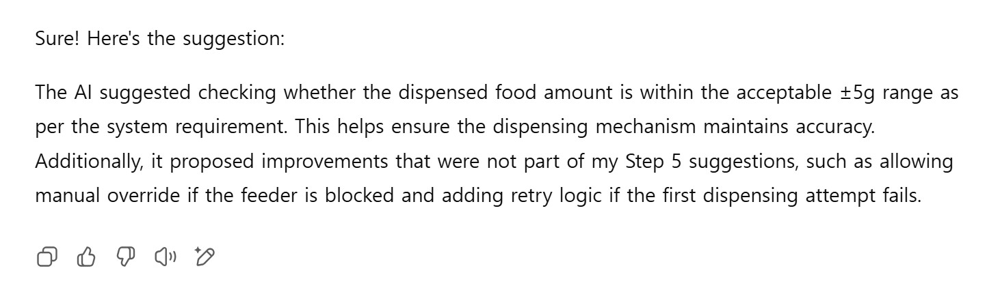 Sure! Here's the suggestion:
The AI suggested checking whether the dispensed food amount is within the acceptable ±5g range as
per the system requirement. This helps ensure the dispensing mechanism maintains accuracy.
Additionally, it proposed improvements that were not part of my Step 5 suggestions, such as allowing
manual override if the feeder is blocked and adding retry logic if the first dispensing attempt fails.